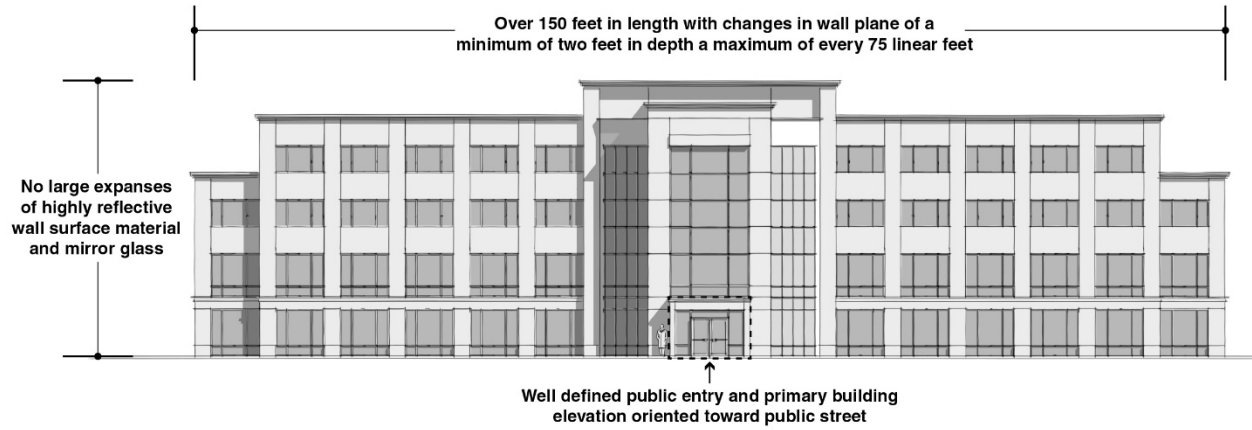 Over 150 feet in length with changes in wall plane of a
minimum of two feet in depth a maximum of every 75 linear feet
No large expanses
of highly reflective
wall surface material
and mirror glass
Well defined public entry and primary building
elevation oriented toward public street